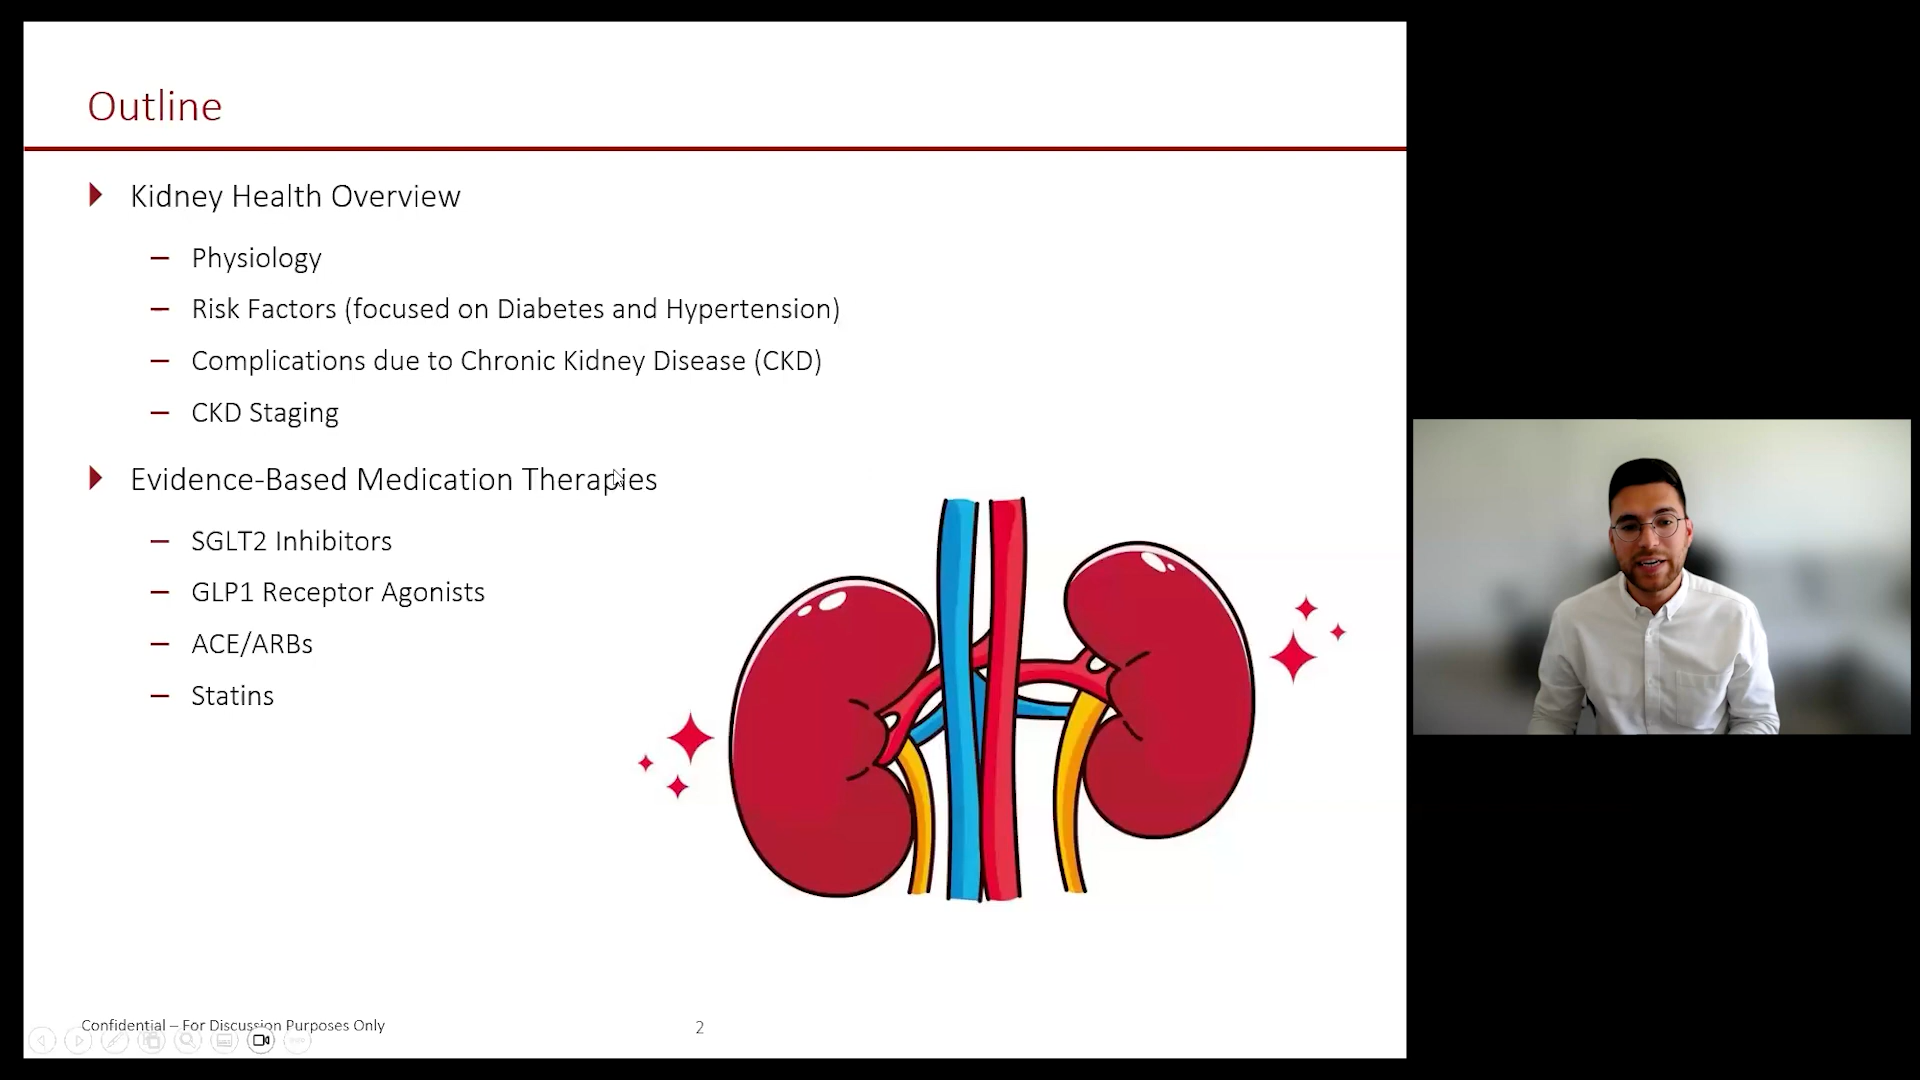 Outline
Kidney Health Overview
– Physiology
– Risk Factors (focused on Diabetes and Hypertension)
– Complications due to Chronic Kidney Disease (CKD)
– CKD Staging
Evidence-Based Medication Therapies
– SGLT2 Inhibitors
– GLP1 Receptor Agonists
– ACE/ARBs
– Statins
Confidential – For Discussion Purposes Only
2